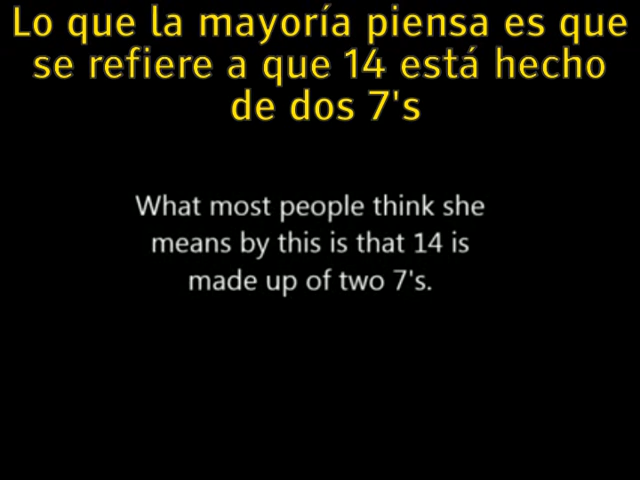 Lo que la mayoría piensa es que
se refiere a que 14 está hecho
de dos 7's
What most people think she
means by this is that 14 is
made up of two 7's.